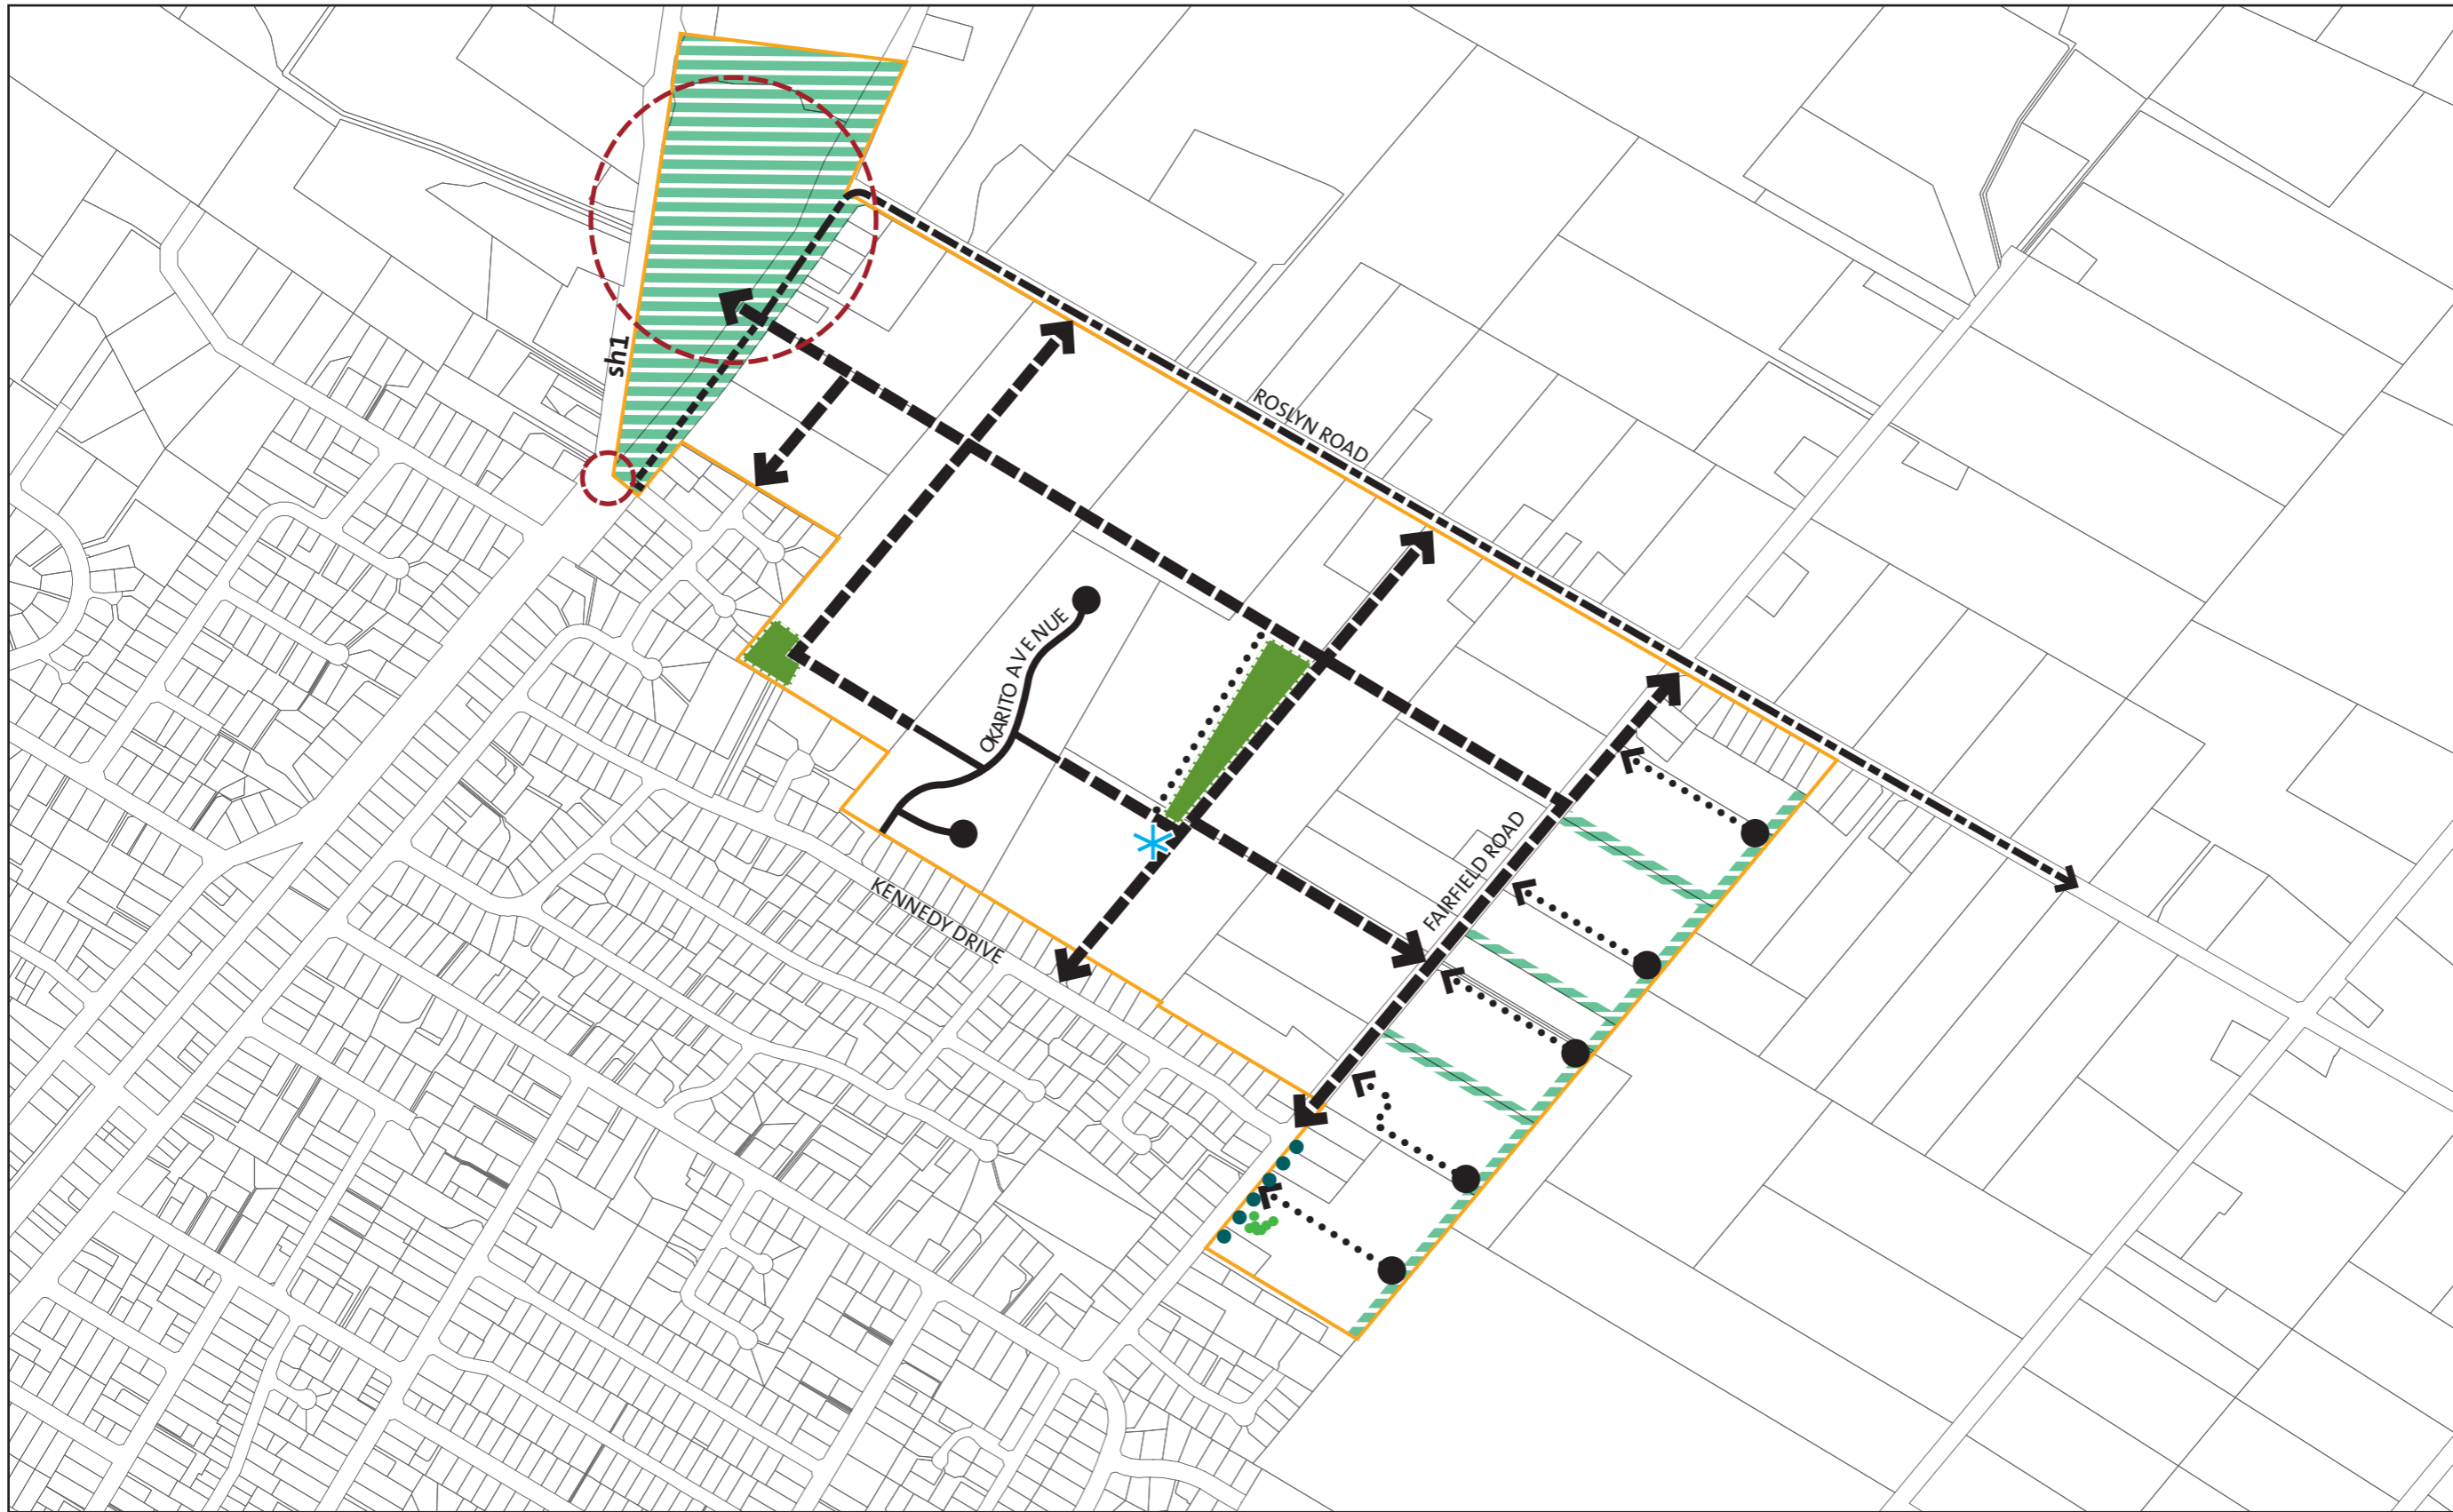 sh1
ROSLYN ROAD
OKARITO AVENUE
FAIRFIELD ROAD
KENNEDY DRIVE